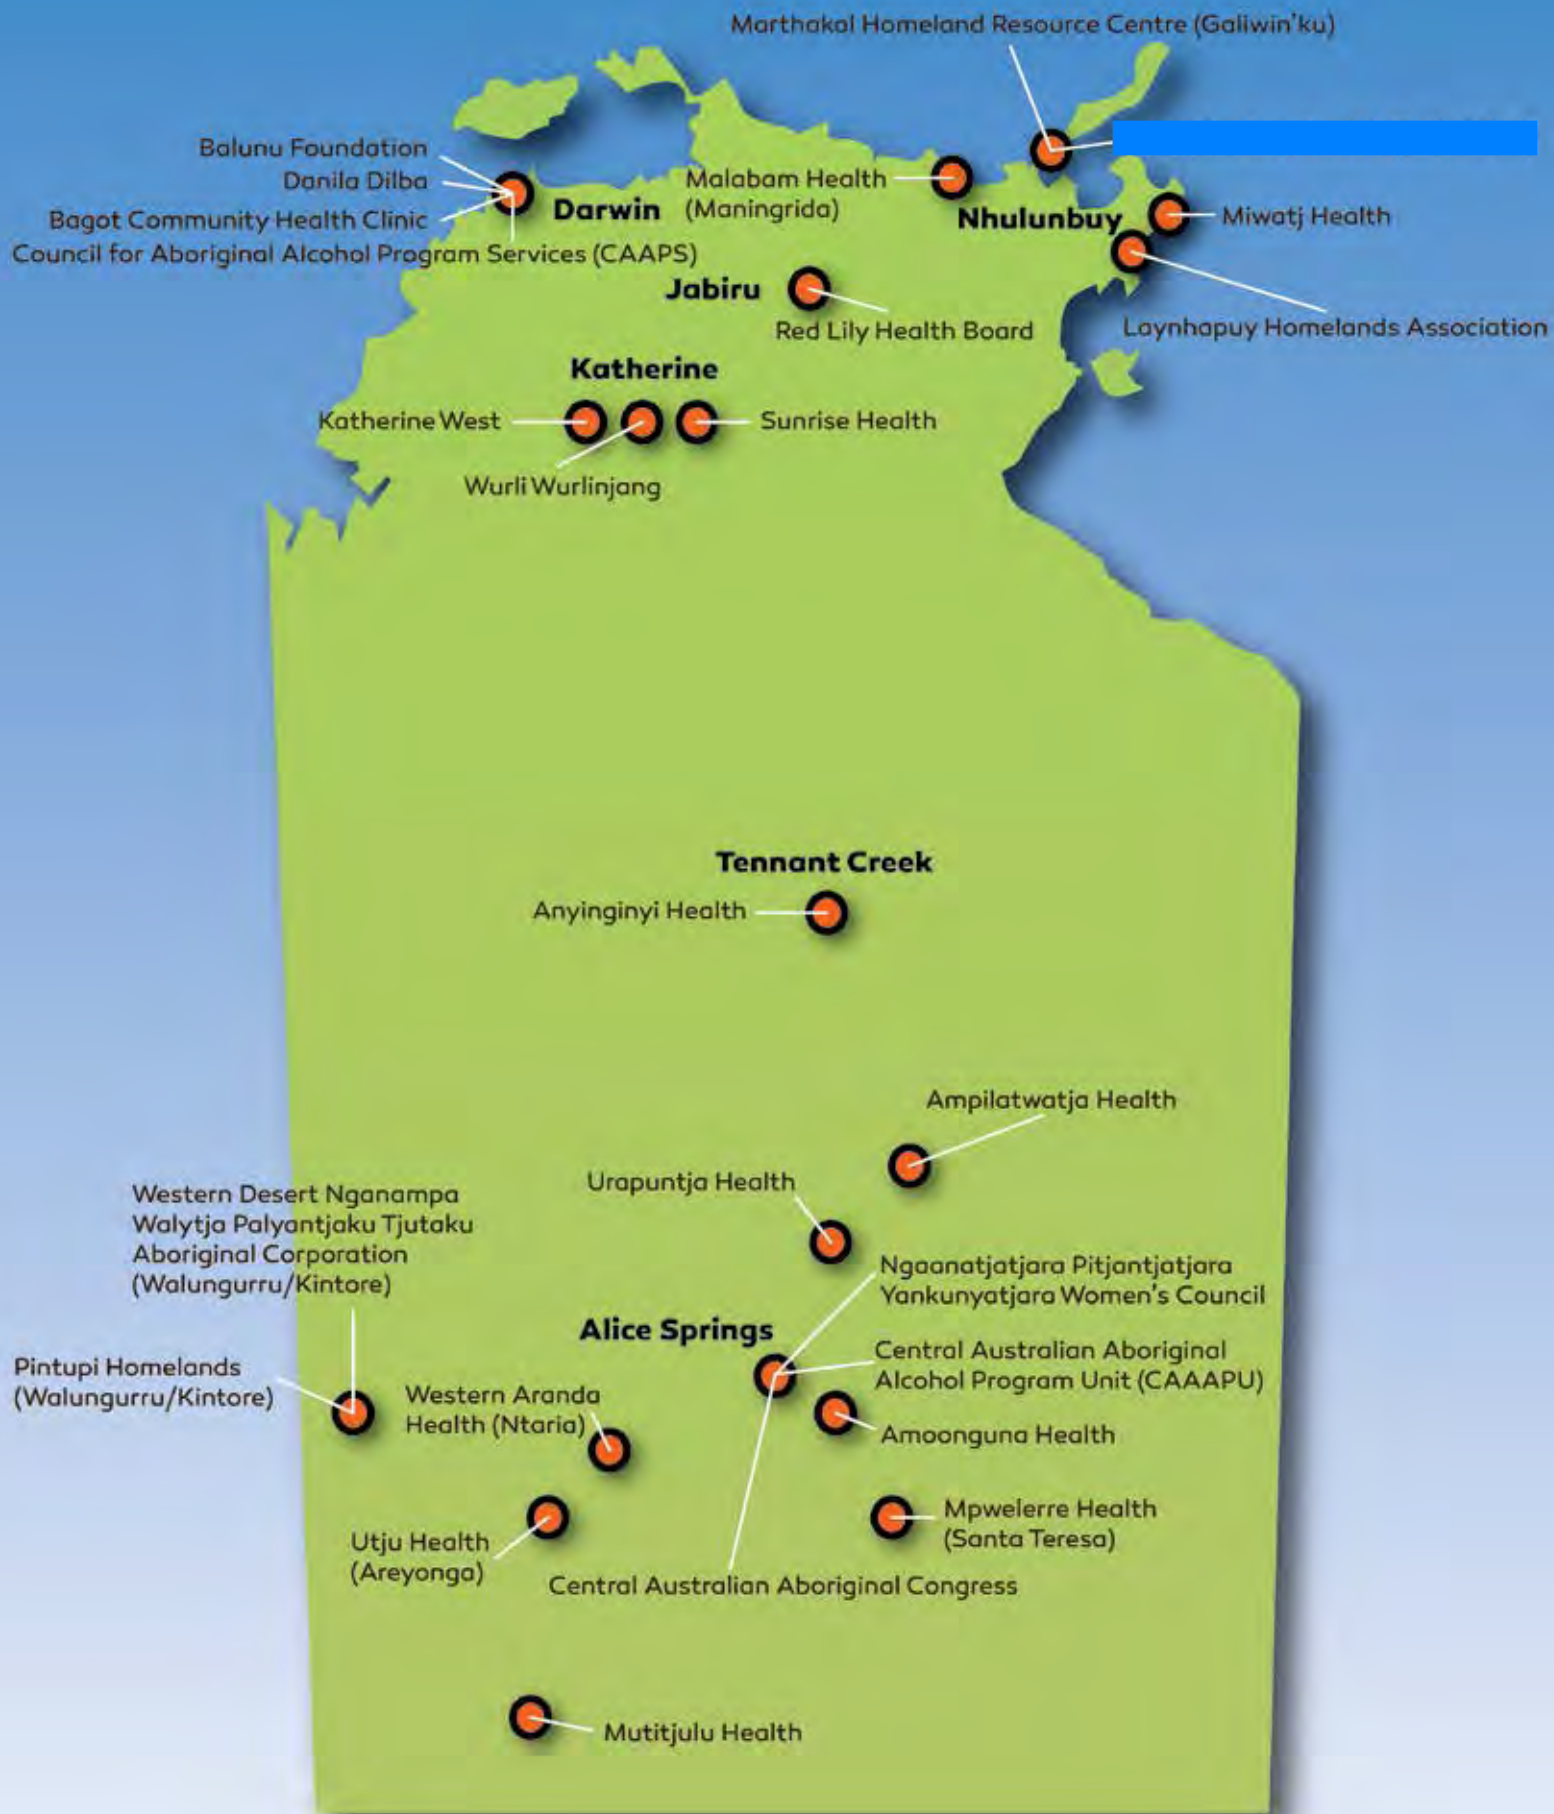 Marthakal Homeland Resource Centre (Galiwin'ku)
Balunu Foundation
Danila Dilba
Bagot Community Health Clinic
Council for Aboriginal Alcohol Program Services (CAAPS)
Darwin
Malabam Health
(Maningrida)
Nhulunbuy
Miwatj Health
Laynhapuy Homelands Association
Jabiru
Red Lily Health Board
Katherine
Katherine West
Sunrise Health
Wurli Wurlinjang
Tennant Creek
Anyinginyi Health
Ampilatwatja Health
Urapuntja Health
Western Desert Nganampa
Walytja Palyantjaku Tjutaku
Aboriginal Corporation
(Walungurru/Kintore)
Ngaanatjatjara Pitjantjatjara
Yankunyatjara Women's Council
Alice Springs
Central Australian Aboriginal
Alcohol Program Unit (CAAAPU)
Pintupi Homelands
(Walungurru/Kintore)
Western Aranda
Health (Ntaria)
Amoonguna Health
Mpwelerre Health
(Santa Teresa)
Utju Health
(Areyonga)
Central Australian Aboriginal Congress
Mutitjulu Health